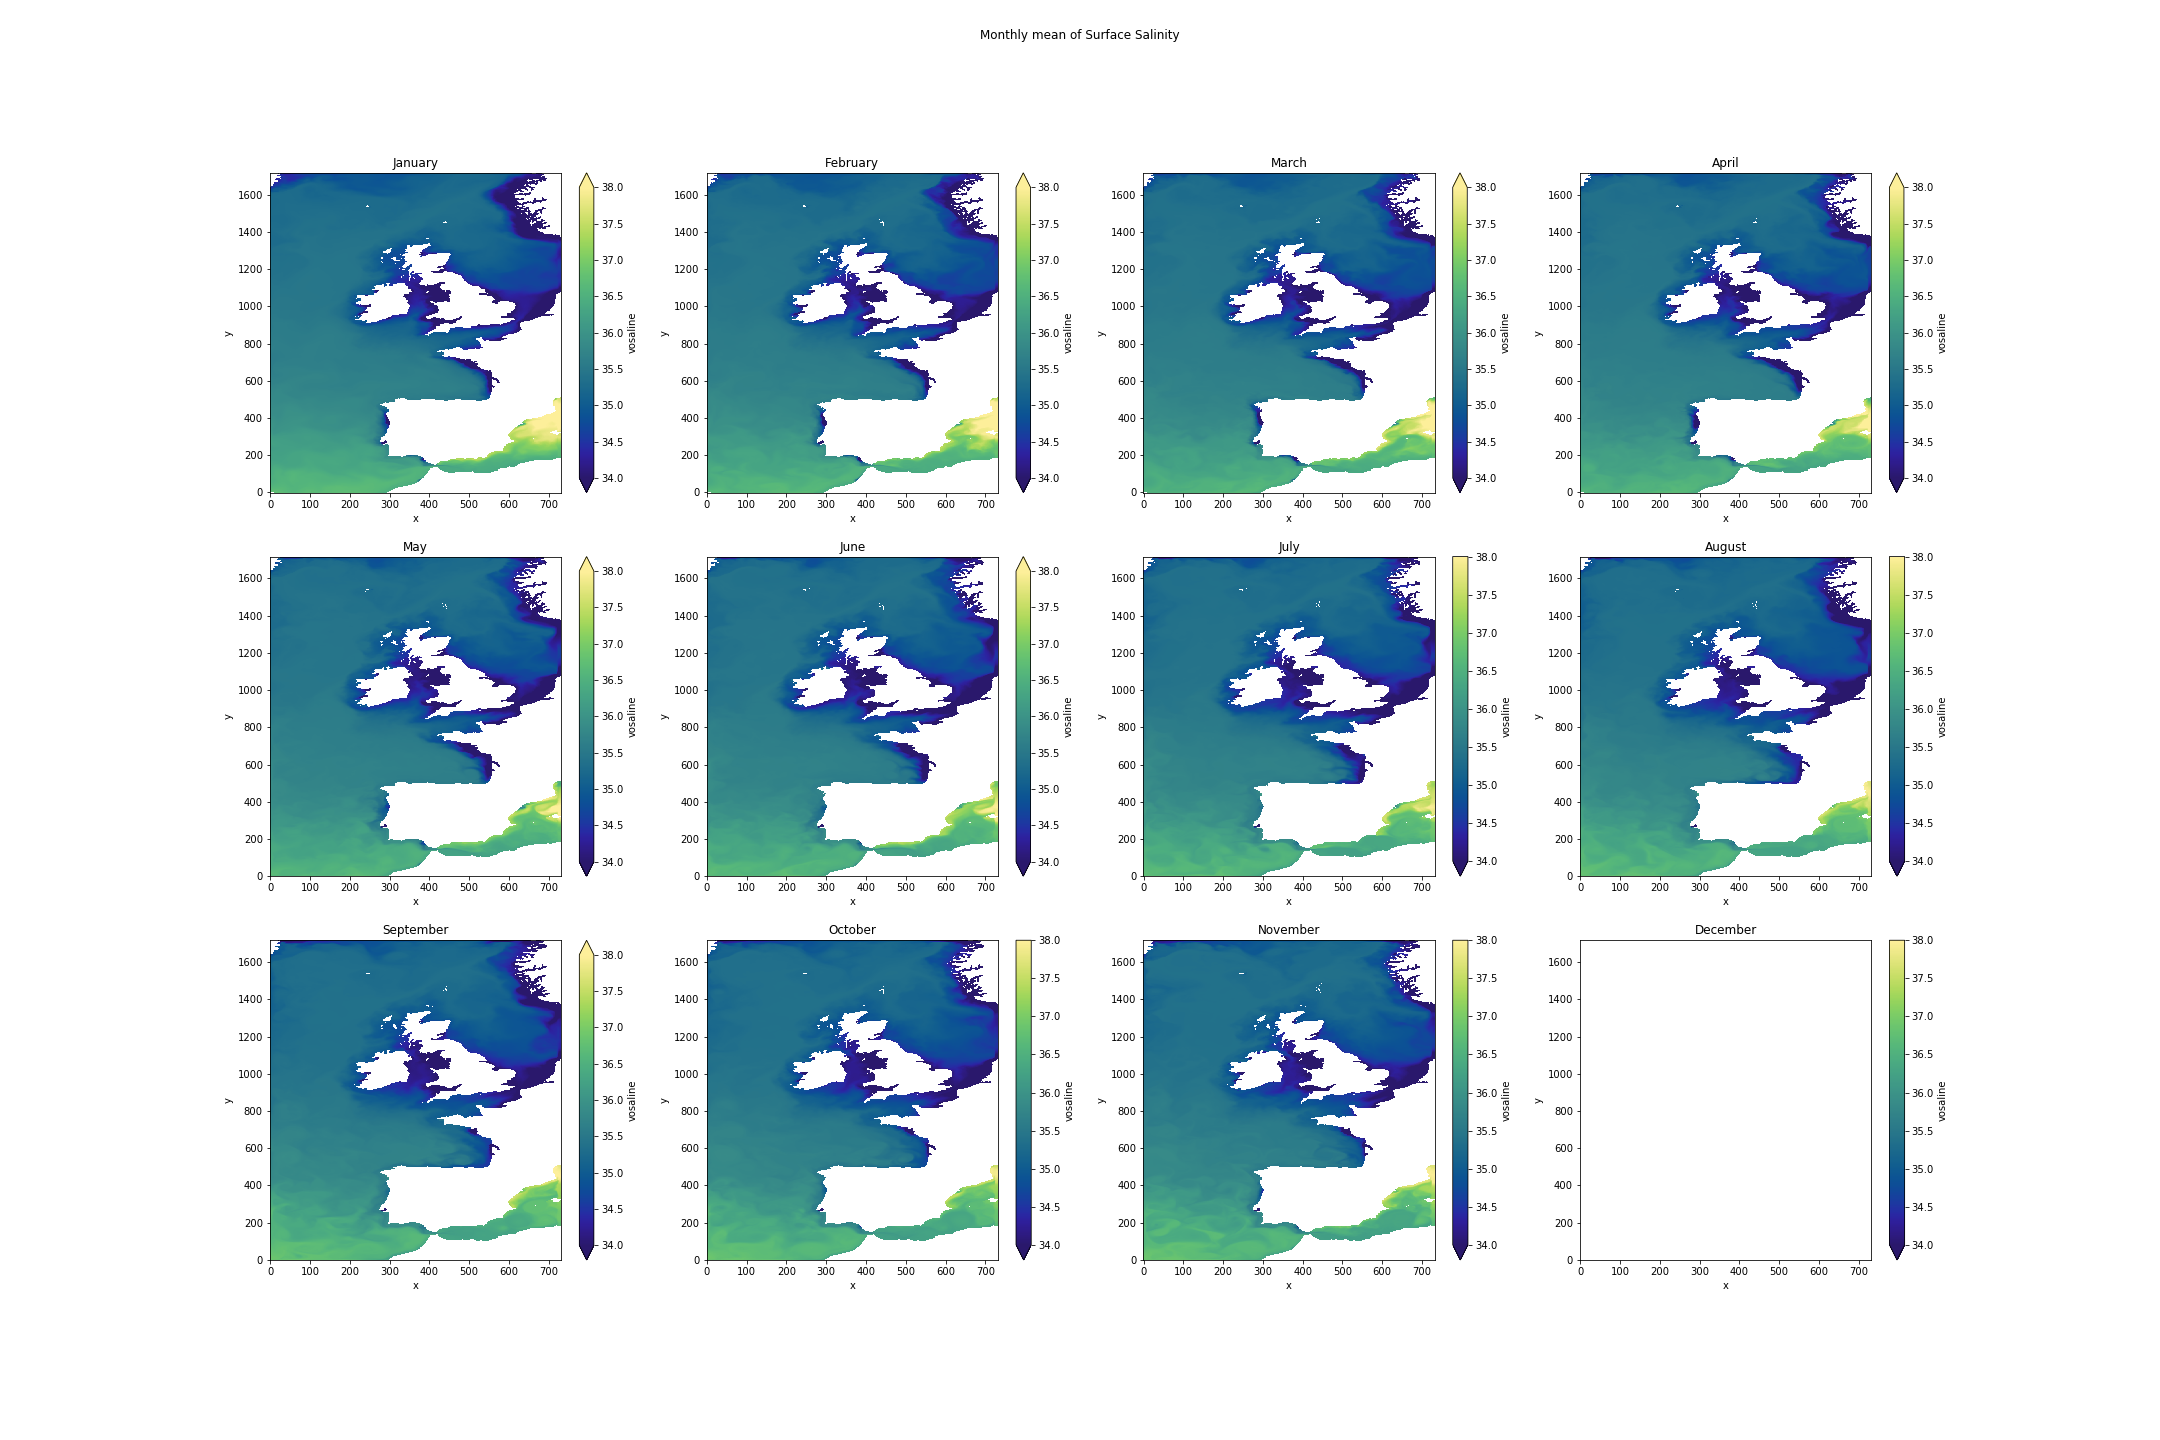 Monthly mean of Surface Salinity
January February March April
38.0 38.0 38.0 38.0
1600 1600 1600 1600
37.5 37.5 37.5 37.5
1400 1400 1400 1400
37.0 37.0 37.0 37.0
1200 1200 1200 1200
36.5 36.5 36.5 36.5
1000 1000 1000 1000
36.0 36.0 36.0 36.0
y vosaline y vosaline y vosaline y vosaline
800 800 800 800
35.5 35.5 35.5 35.5
600 600 600 600
35.0 35.0 35.0 35.0
400 400 400 400
34.5 34.5 34.5 34.5
200 200 200 200
34.0 34.0 34.0 34.0
0 0 0 0
0 100 200 300 400 500 600 700 0 100 200 300 400 500 600 700 0 100 200 300 400 500 600 700 0 100 200 300 400 500 600 700
x x x x
May June July August
38.0 38.0 38.0 38.0
1600 1600 1600 1600
37.5 37.5 37.5 37.5
1400 1400 1400 1400
37.0 37.0 37.0 37.0
1200 1200 1200 1200
36.5 36.5 36.5 36.5
1000 1000 1000 1000
36.0 36.0 36.0 36.0
y vosaline y vosaline y vosaline y vosaline
800 800 800 800
35.5 35.5 35.5 35.5
600 600 600 600
35.0 35.0 35.0 35.0
400 400 400 400
34.5 34.5 34.5 34.5
200 200 200 200
34.0 34.0 34.0 34.0
0 0 0 0
0 100 200 300 400 500 600 700 0 100 200 300 400 500 600 700 0 100 200 300 400 500 600 700 0 100 200 300 400 500 600 700
x x x x
September October November December
38.0 38.0 38.0 38.0
1600 1600 1600 1600
37.5 37.5 37.5 37.5
1400 1400 1400 1400
37.0 37.0 37.0 37.0
1200 1200 1200 1200
36.5 36.5 36.5 36.5
1000 1000 1000 1000
36.0 36.0 36.0 36.0
y vosaline y vosaline y vosaline y vosaline
800 800 800 800
35.5 35.5 35.5 35.5
600 600 600 600
35.0 35.0 35.0 35.0
400 400 400 400
34.5 34.5 34.5 34.5
200 200 200 200
34.0 34.0 34.0 34.0
0 0 0 0
0 100 200 300 400 500 600 700 0 100 200 300 400 500 600 700 0 100 200 300 400 500 600 700 0 100 200 300 400 500 600 700
x x x x